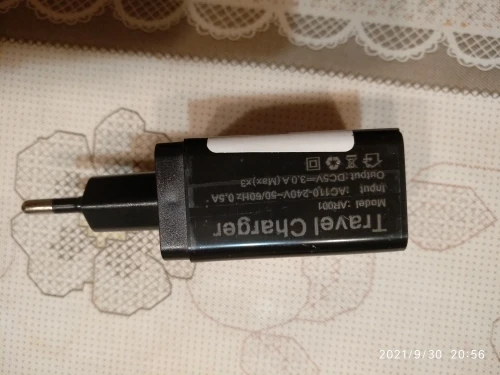 Travel Charger
Model :AR001
Input :AC110-240V~50/60Hz 0.5A
Output :DC5V⎓3.0A(Max)x3
2021/9/30 20:56